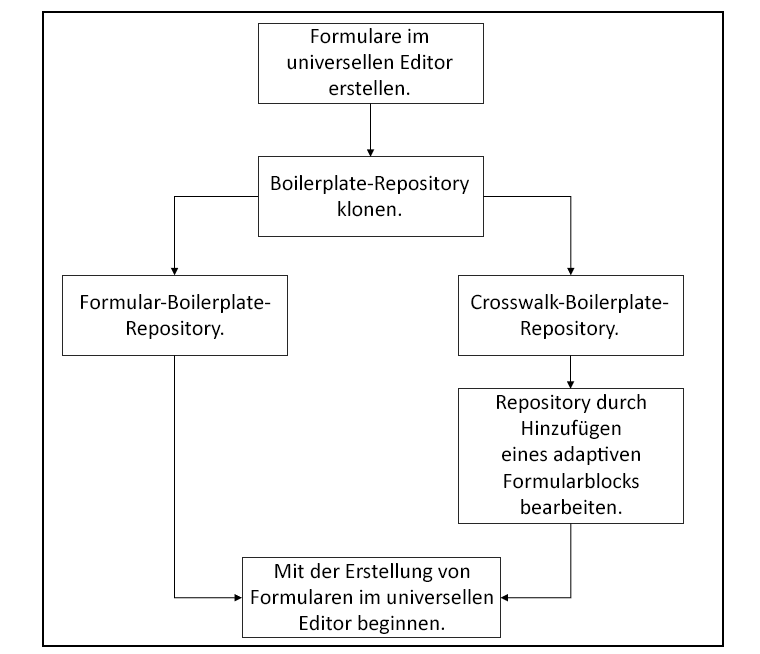 Formulare im
universellen Editor
erstellen.
Boilerplate-Repository
klonen.
Formular-Boilerplate-
Repository.
Crosswalk-Boilerplate-
Repository.
Repository durch
Hinzufügen
eines adaptiven
Formularblocks
bearbeiten.
Mit der Erstellung von
Formularen im universellen
Editor beginnen.